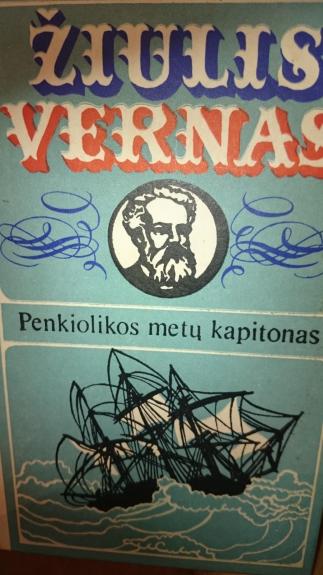 ŽIULIS
VERNAS
Penkiolikos metų kapitonas